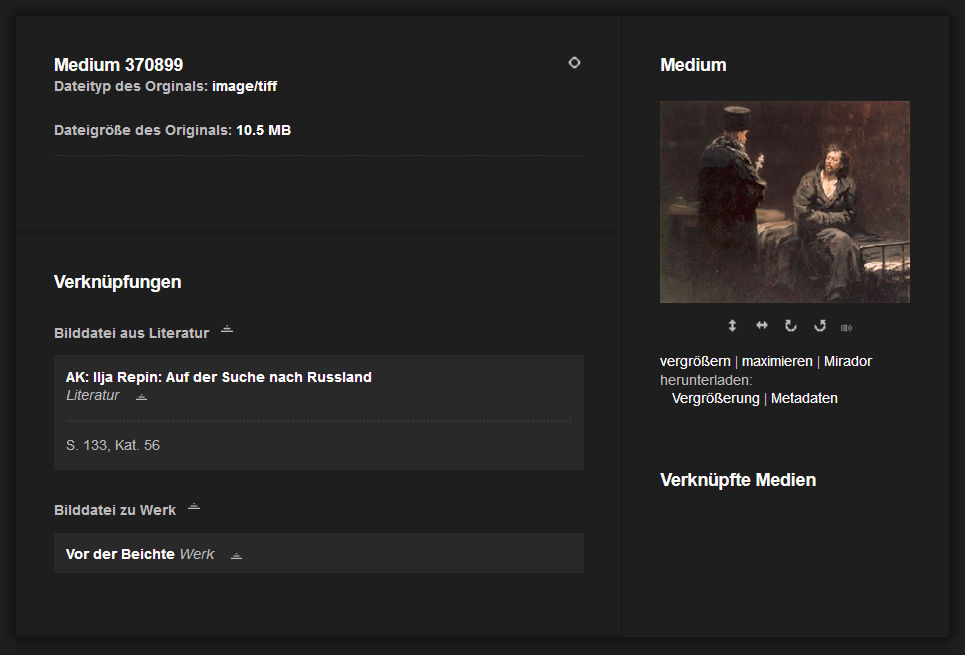 Medium 370899
Dateityp des Orginals: image/tiff
Dateigröße des Originals: 10.5 MB
Verknüpfungen
Bilddatei aus Literatur
AK: Ilja Repin: Auf der Suche nach Russland
Literatur
S. 133, Kat. 56
Bilddatei zu Werk
Vor der Beichte Werk
Medium
vergrößern | maximieren | Mirador
herunterladen:
Vergrößerung | Metadaten
Verknüpfte Medien